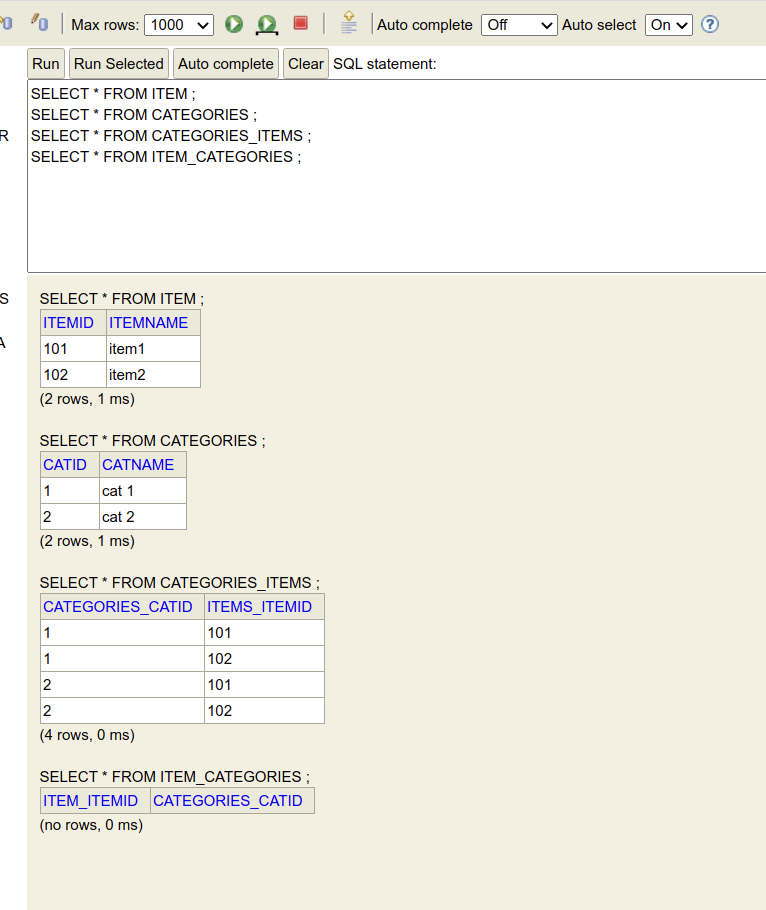 Max rows: 1000 Auto complete Off Auto select On ?
Run Run Selected Auto complete Clear SQL statement:
SELECT * FROM ITEM ;
SELECT * FROM CATEGORIES ;
R
SELECT * FROM CATEGORIES_ITEMS ;
SELECT * FROM ITEM_CATEGORIES ;
S
SELECT * FROM ITEM ;
ITEMID ITEMNAME
A
101 item1
102 item2
(2 rows, 1 ms)
SELECT * FROM CATEGORIES ;
CATID CATNAME
1 cat 1
2 cat 2
(2 rows, 1 ms)
SELECT * FROM CATEGORIES_ITEMS ;
CATEGORIES_CATID ITEMS_ITEMID
1 101
1 102
2 101
2 102
(4 rows, 0 ms)
SELECT * FROM ITEM_CATEGORIES ;
ITEM_ITEMID CATEGORIES_CATID
(no rows, 0 ms)